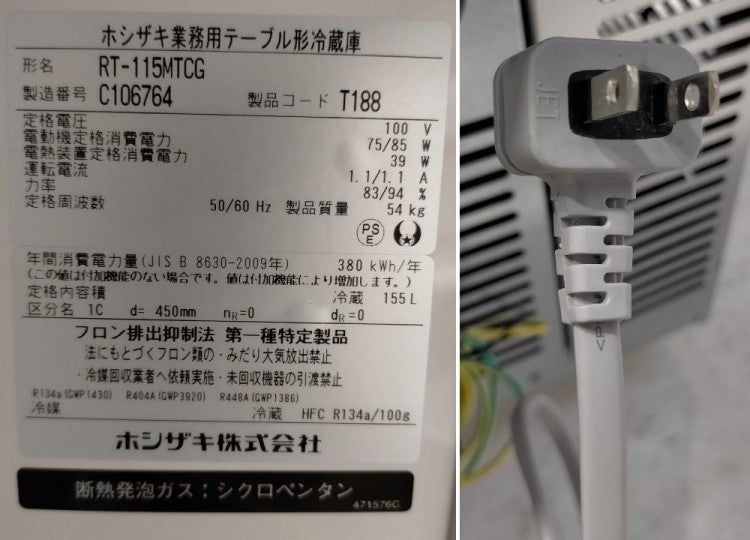 ホシザキ業務用テーブル形冷蔵庫
形名 RT-115MTCG
製造番号 C106764 製品コード T188
定格電圧 100 V
電動機定格消費電力 75/85 W
電熱装置定格消費電力 39 W
運転電流 1.1/1.1 A
力率 83/94 %
定格周波数 50/60 Hz 製品質量 54 kg
PS
E
年間消費電力量(JIS B 8630-2009年) 380 kWh/年
(この値は付加機能のない場合です。値は付加機能により増加します。)
定格内容積 冷蔵 155 L
区分名 1C d= 450mm nR=0 dR=0
フロン排出抑制法 第一種特定製品
法にもとづくフロン類の・みだり大気放出禁止
・冷媒回収業者へ依頼実施・未回収機器の引渡禁止
R134a(GWP1430) R404A(GWP3920) R448A(GWP1386)
冷媒 冷蔵 HFC R134a/100g
ホシザキ株式会社
断熱発泡ガス：シクロペンタン
471576C
JET